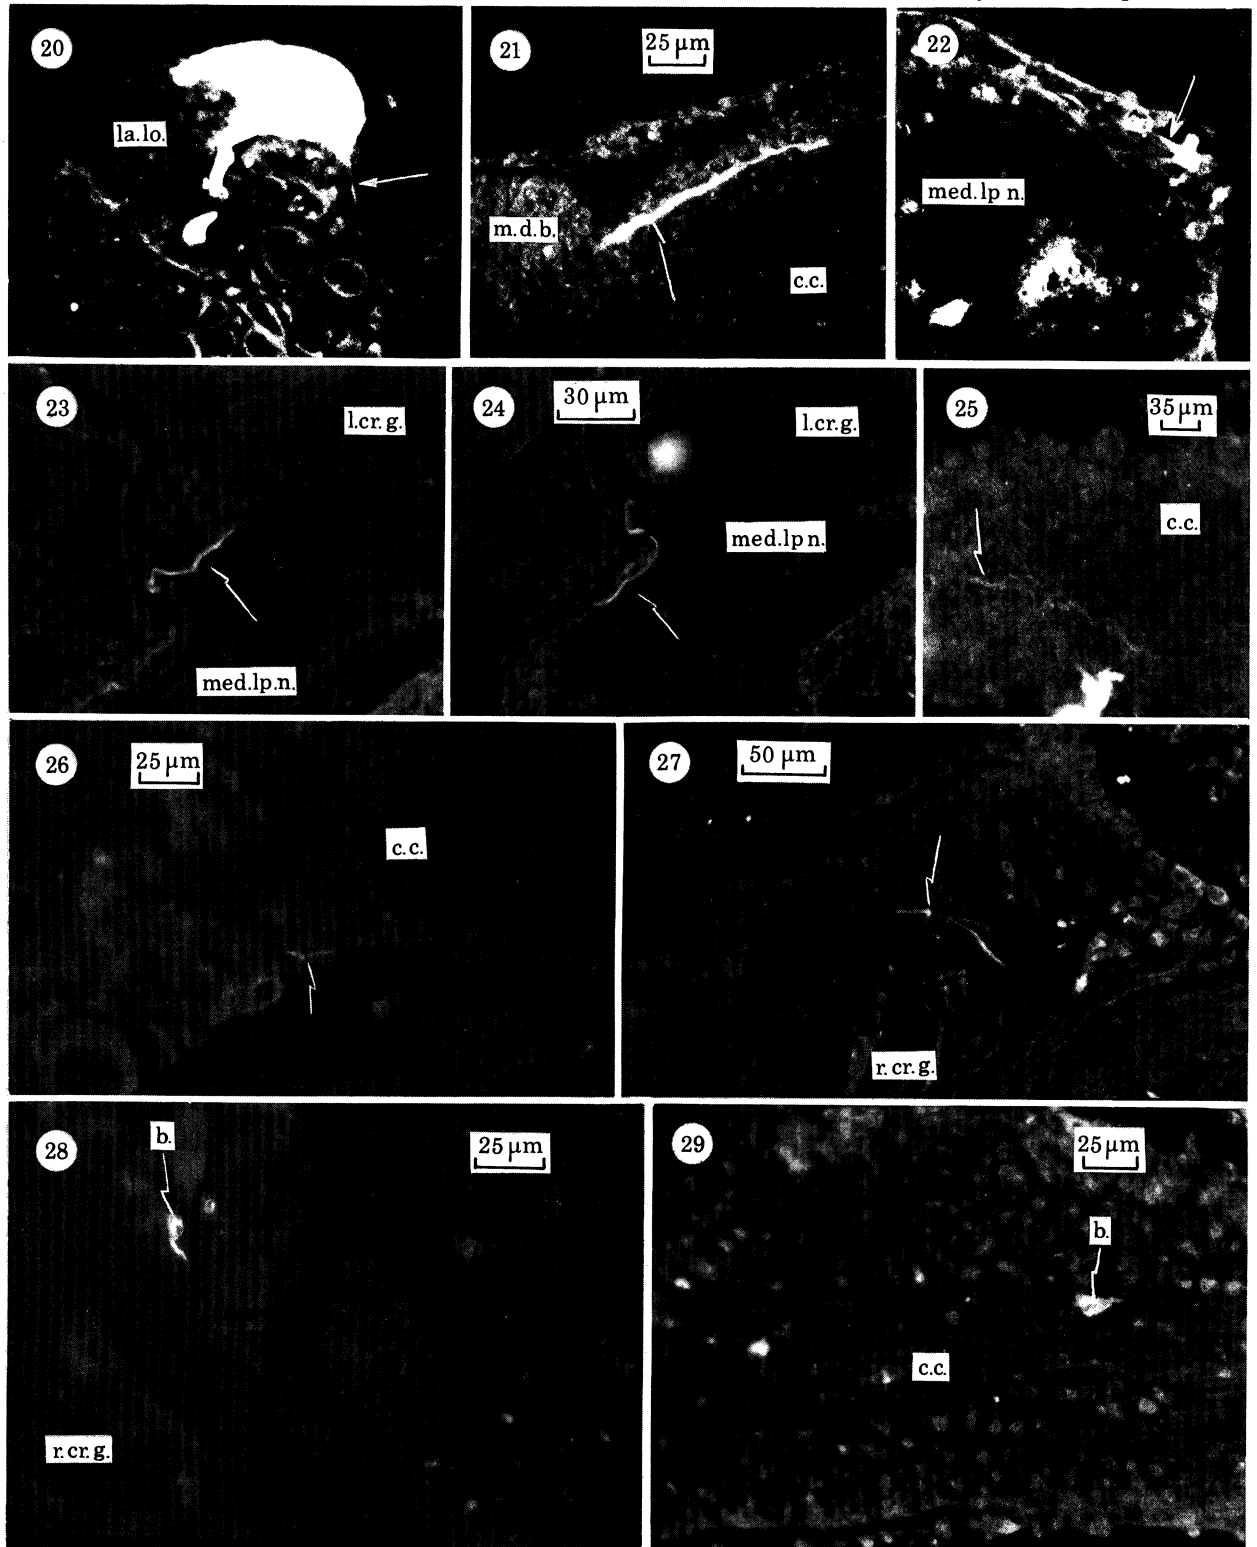 20
la.lo.
21
25 μm
m.d.b.
c.c.
22
med.lp n.
23
l.cr.g.
med.lp.n.
24
30 μm
l.cr.g.
med.lp n.
25
35 μm
c.c.
26
25 μm
c.c.
27
50 μm
r. cr. g.
28
b.
25 μm
r. cr. g.
29
25 μm
b.
c.c.